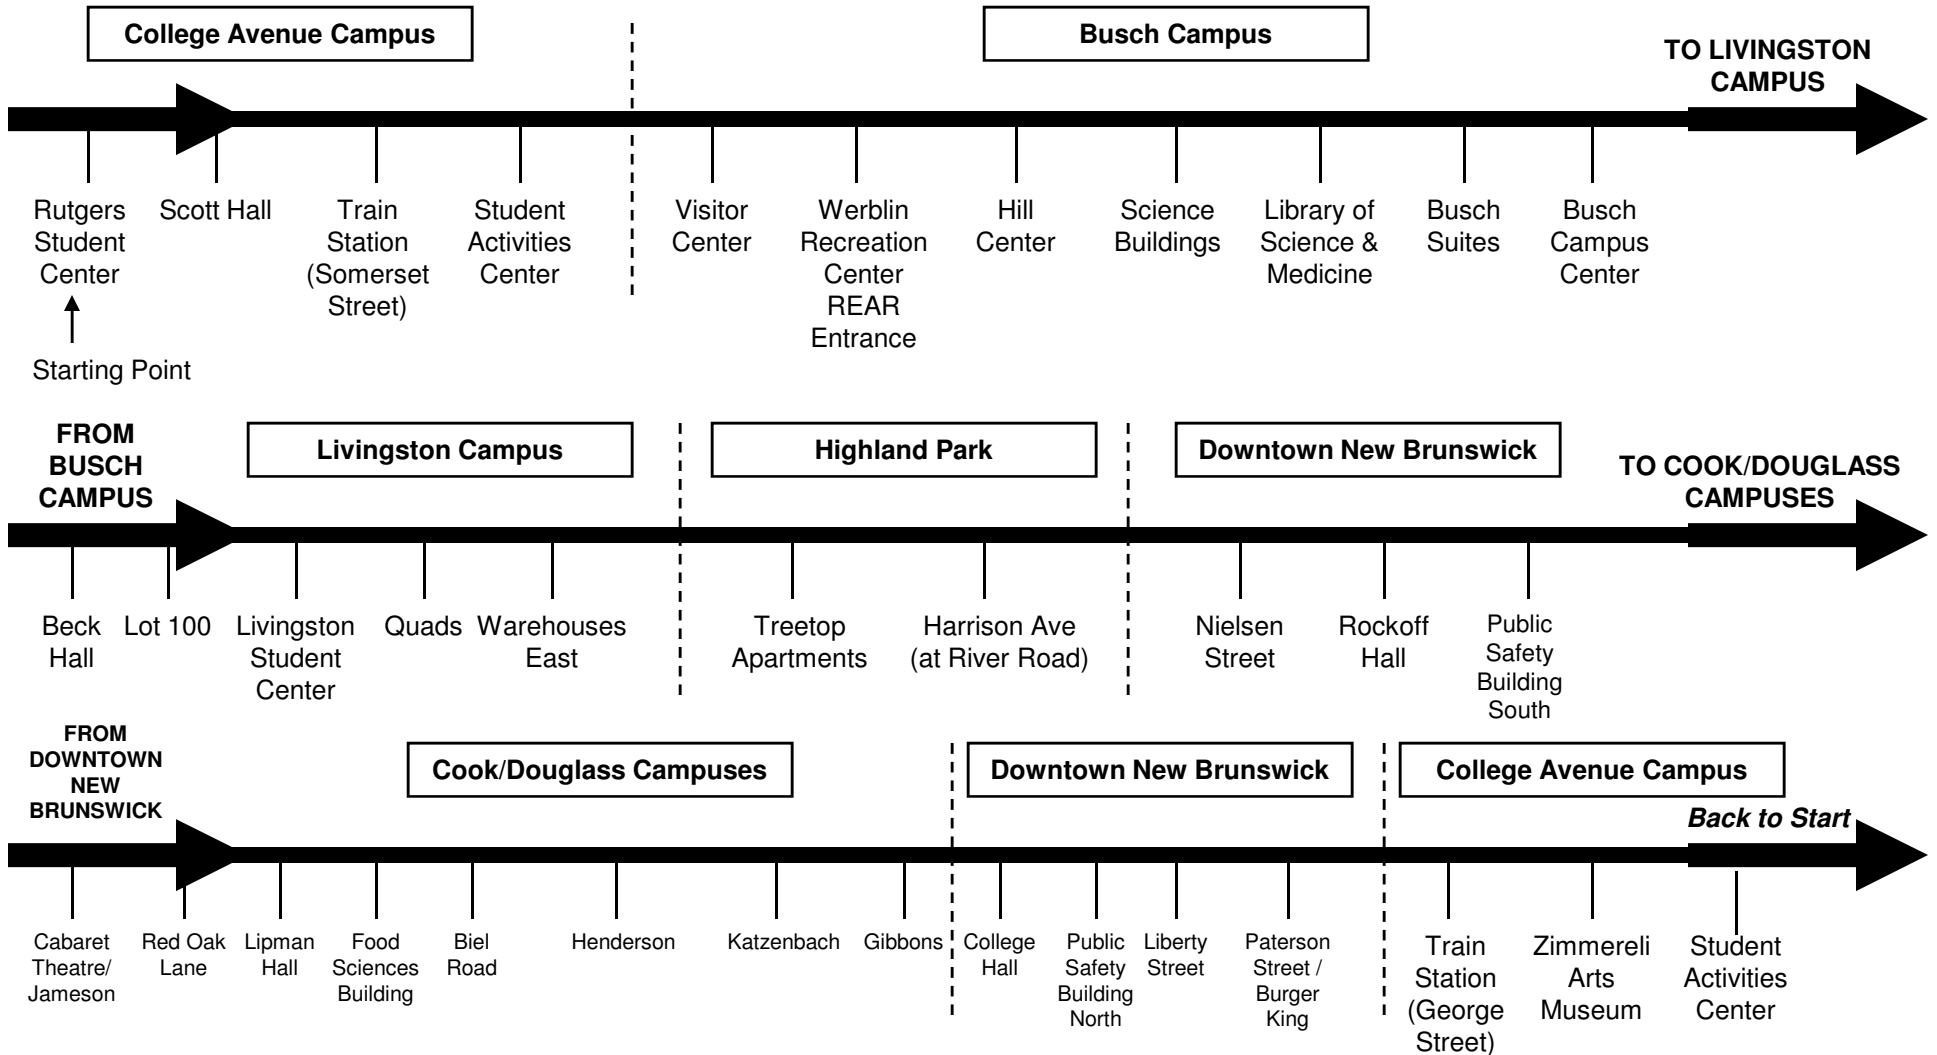 College Avenue Campus
Busch Campus
TO LIVINGSTON
CAMPUS
Rutgers
Student
Center
Scott Hall
Train
Station
(Somerset
Street)
Student
Activities
Center
Visitor
Center
Werblin
Recreation
Center
REAR
Entrance
Hill
Center
Science
Buildings
Library of
Science &
Medicine
Busch
Suites
Busch
Campus
Center
Starting Point
FROM
BUSCH
CAMPUS
Livingston Campus
Highland Park
Downtown New Brunswick
TO COOK/DOUGLASS
CAMPUSES
Beck
Hall
Lot 100
Livingston
Student
Center
Quads
Warehouses
East
Treetop
Apartments
Harrison Ave
(at River Road)
Nielsen
Street
Rockoff
Hall
Public
Safety
Building
South
FROM
DOWNTOWN
NEW
BRUNSWICK
Cook/Douglass Campuses
Downtown New Brunswick
College Avenue Campus
Back to Start
Cabaret
Theatre/
Jameson
Red Oak
Lane
Lipman
Hall
Food
Sciences
Building
Biel
Road
Henderson
Katzenbach
Gibbons
College
Hall
Public
Safety
Building
North
Liberty
Street
Paterson
Street /
Burger
King
Train
Station
(George
Street)
Zimmereli
Arts
Museum
Student
Activities
Center